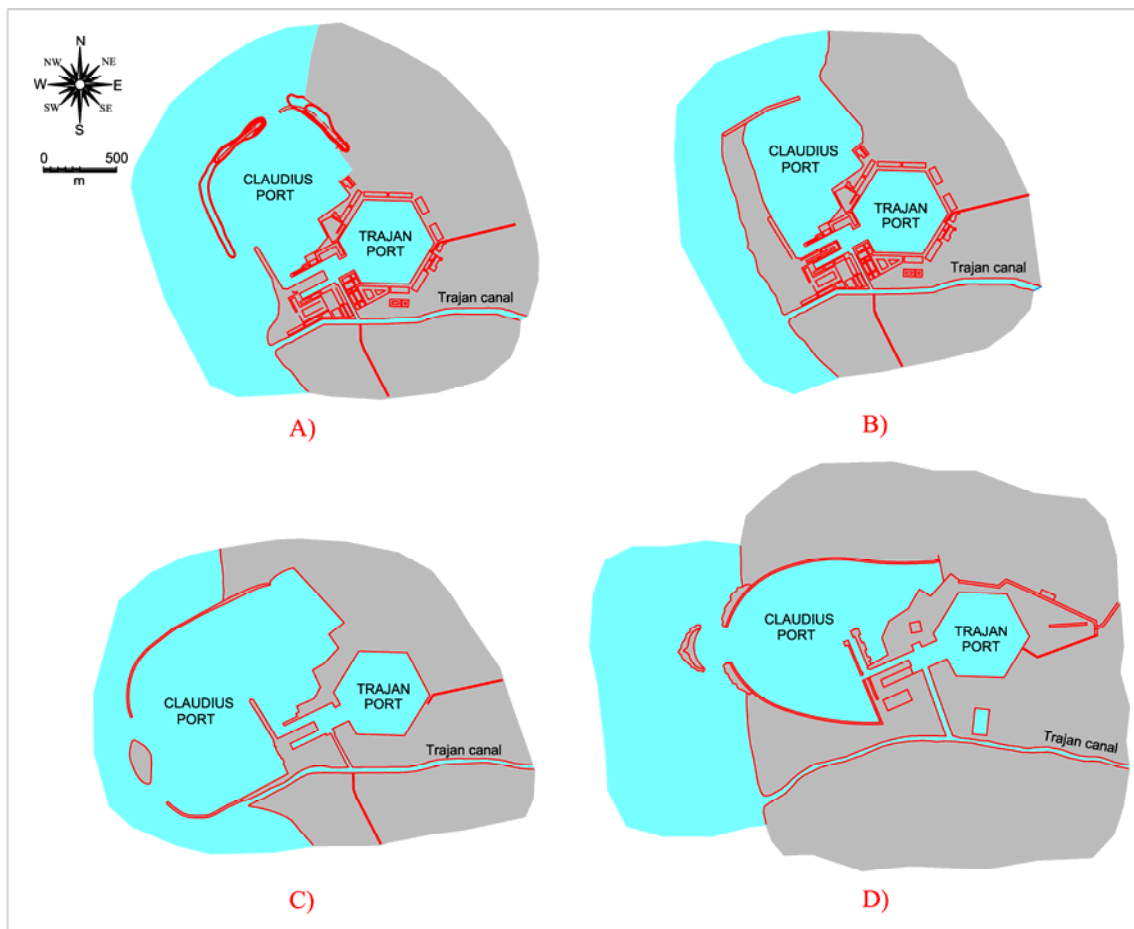 N
NW NE
W E
SW SE
S
0 500
m
CLAUDIUS
PORT
TRAJAN
PORT
Trajan canal
A)
CLAUDIUS
PORT
TRAJAN
PORT
Trajan canal
B)
CLAUDIUS
PORT
TRAJAN
PORT
Trajan canal
C)
CLAUDIUS
PORT
TRAJAN
PORT
Trajan canal
D)